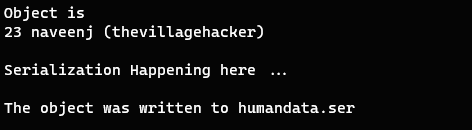 Object is
23 naveenj (thevillagehacker)
Serialization Happening here ...
The object was written to humandata.ser